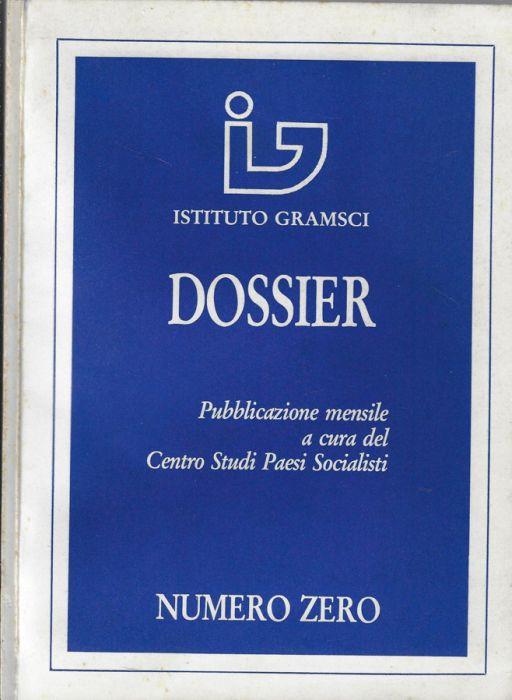 ISTITUTO GRAMSCI
DOSSIER
Pubblicazione mensile
a cura del
Centro Studi Paesi Socialisti
NUMERO ZERO